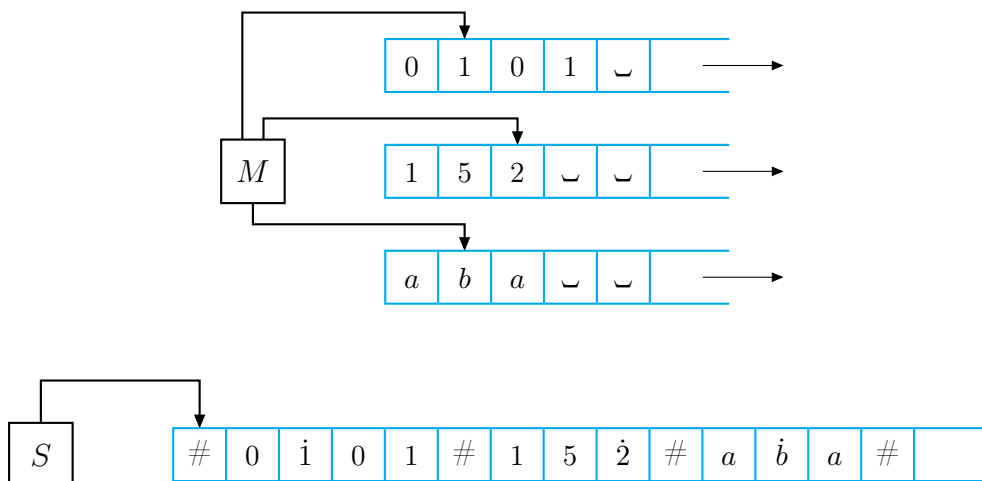 0 1 0 1 ⌣
M
1 5 2 ⌣ ⌣
a b a ⌣ ⌣
S
# 0 1̇ 0 1 # 1 5 2̇ # a ḃ a #